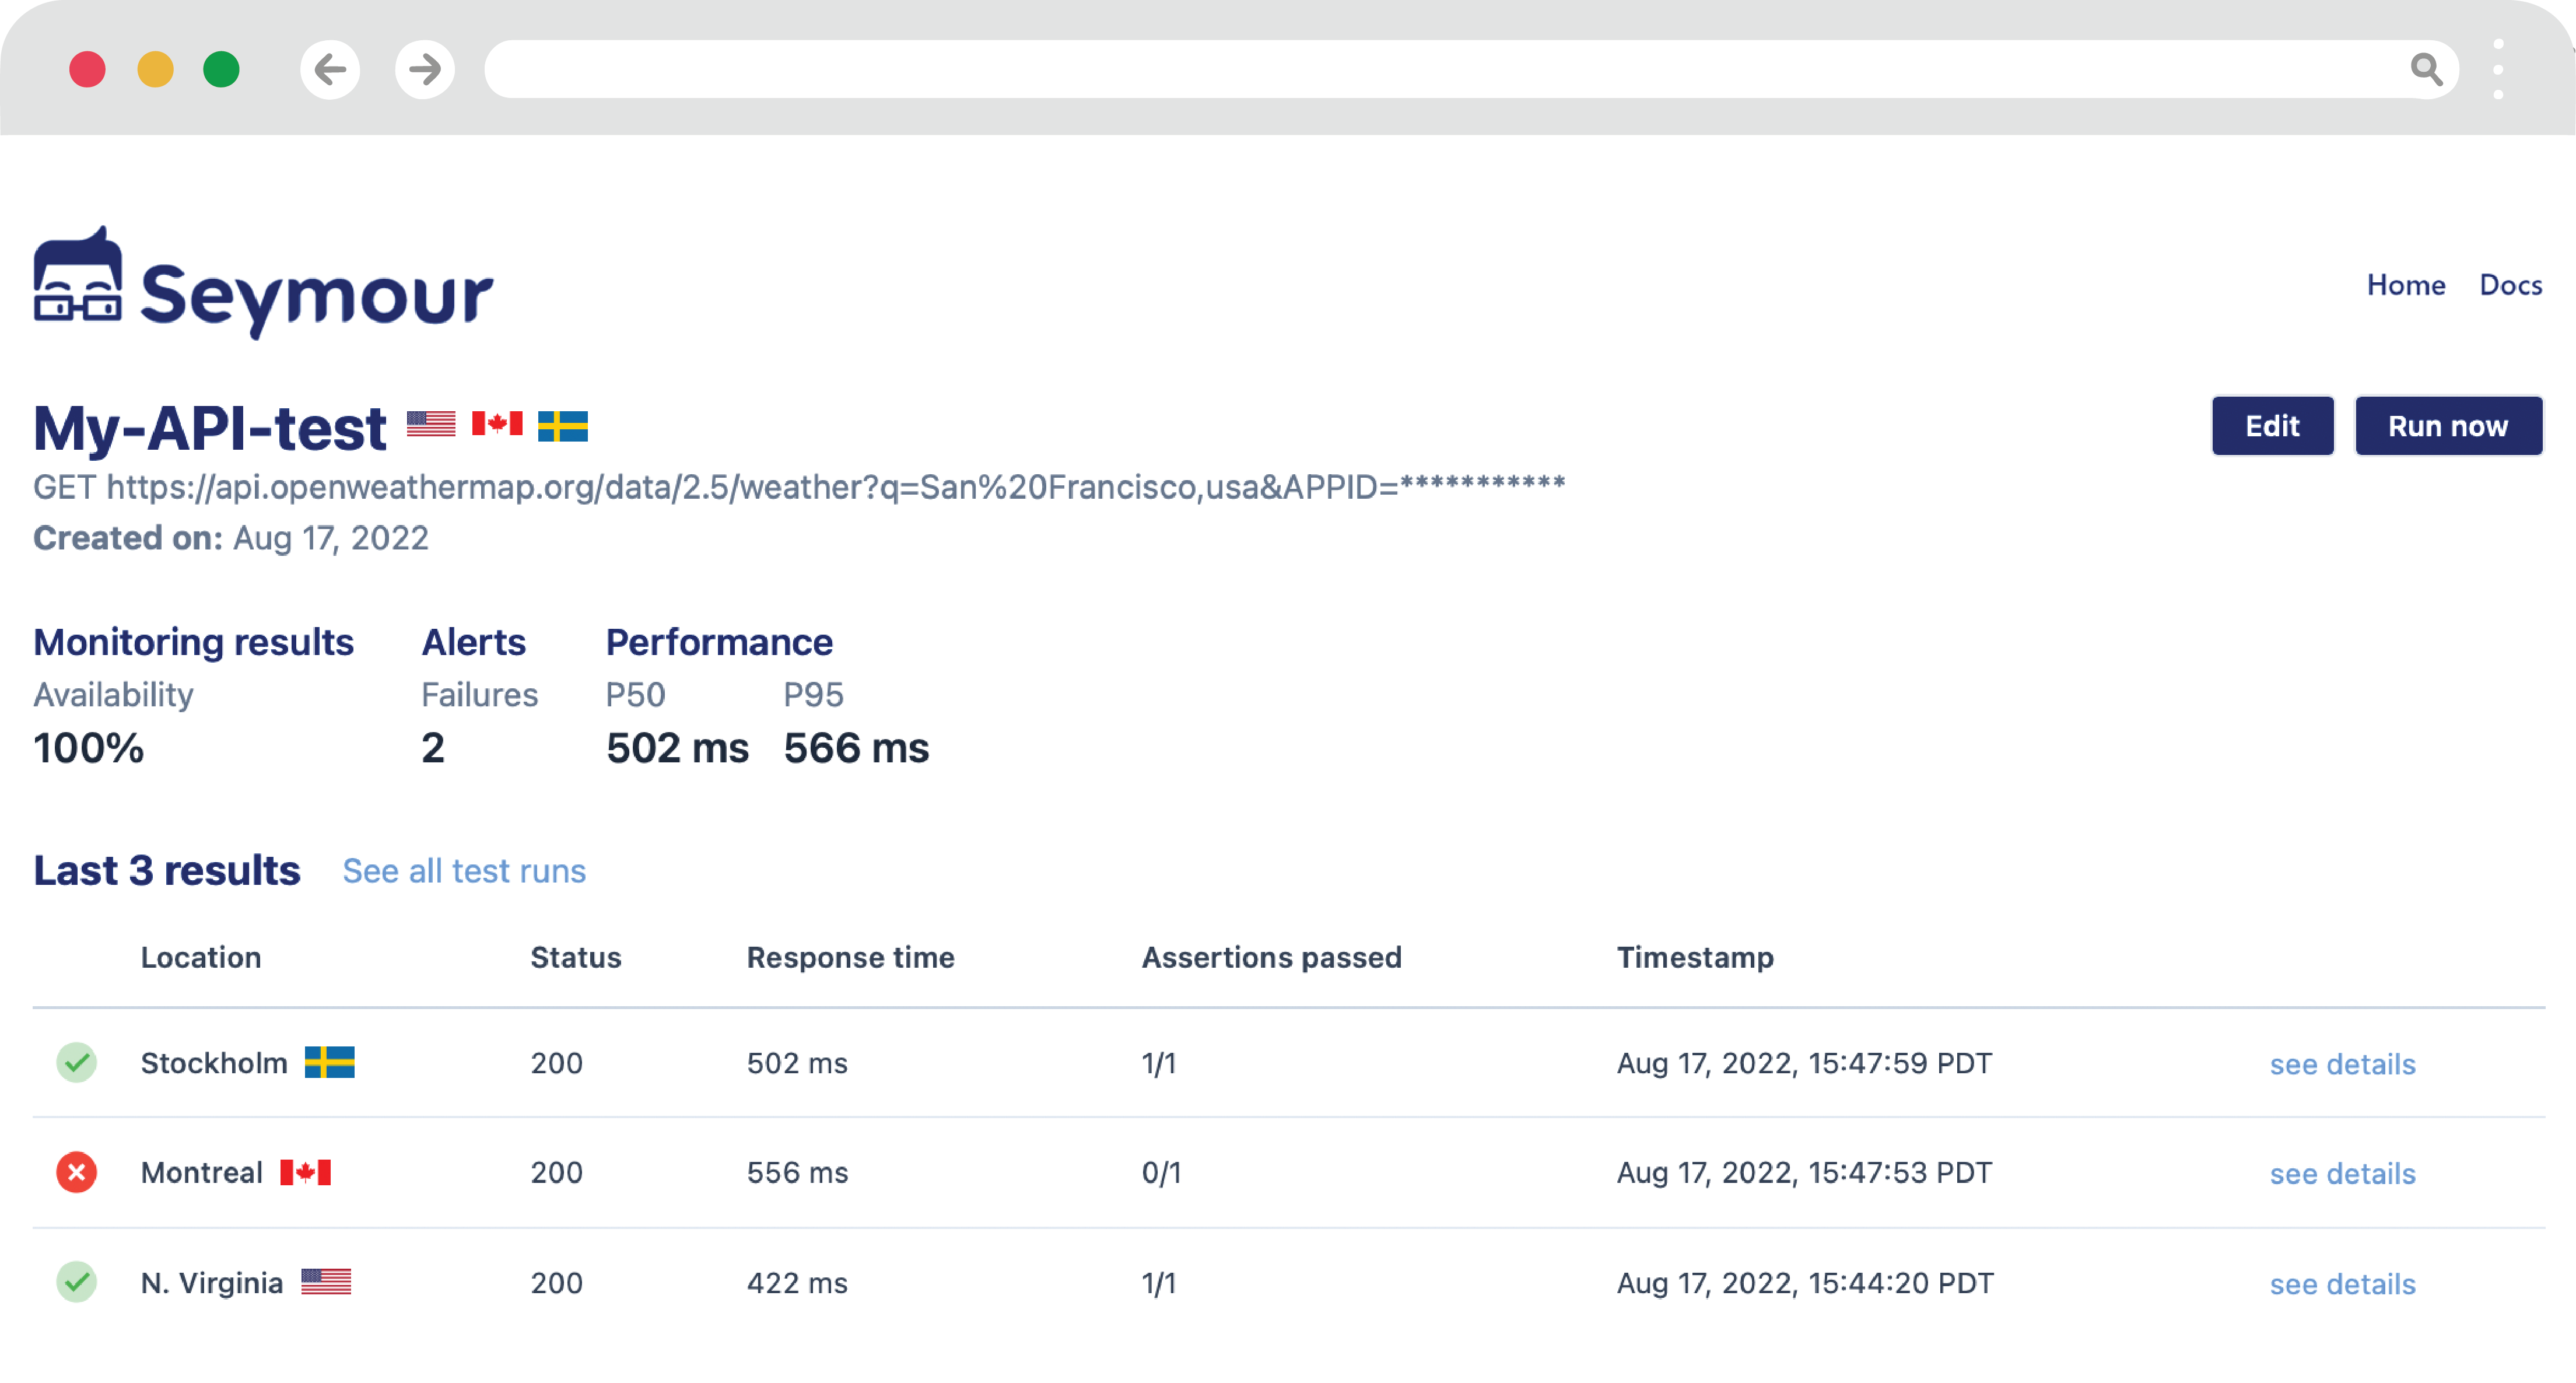 Seymour
Home Docs
My-API-test
Edit Run now
GET https://api.openweathermap.org/data/2.5/weather?q=San%20Francisco,usa&APPID=***********
Created on: Aug 17, 2022
Monitoring results Alerts Performance
Availability Failures P50 P95
100% 2 502 ms 566 ms
Last 3 results See all test runs
Location Status Response time Assertions passed Timestamp
Stockholm 200 502 ms 1/1 Aug 17, 2022, 15:47:59 PDT see details
Montreal 200 556 ms 0/1 Aug 17, 2022, 15:47:53 PDT see details
N. Virginia 200 422 ms 1/1 Aug 17, 2022, 15:44:20 PDT see details